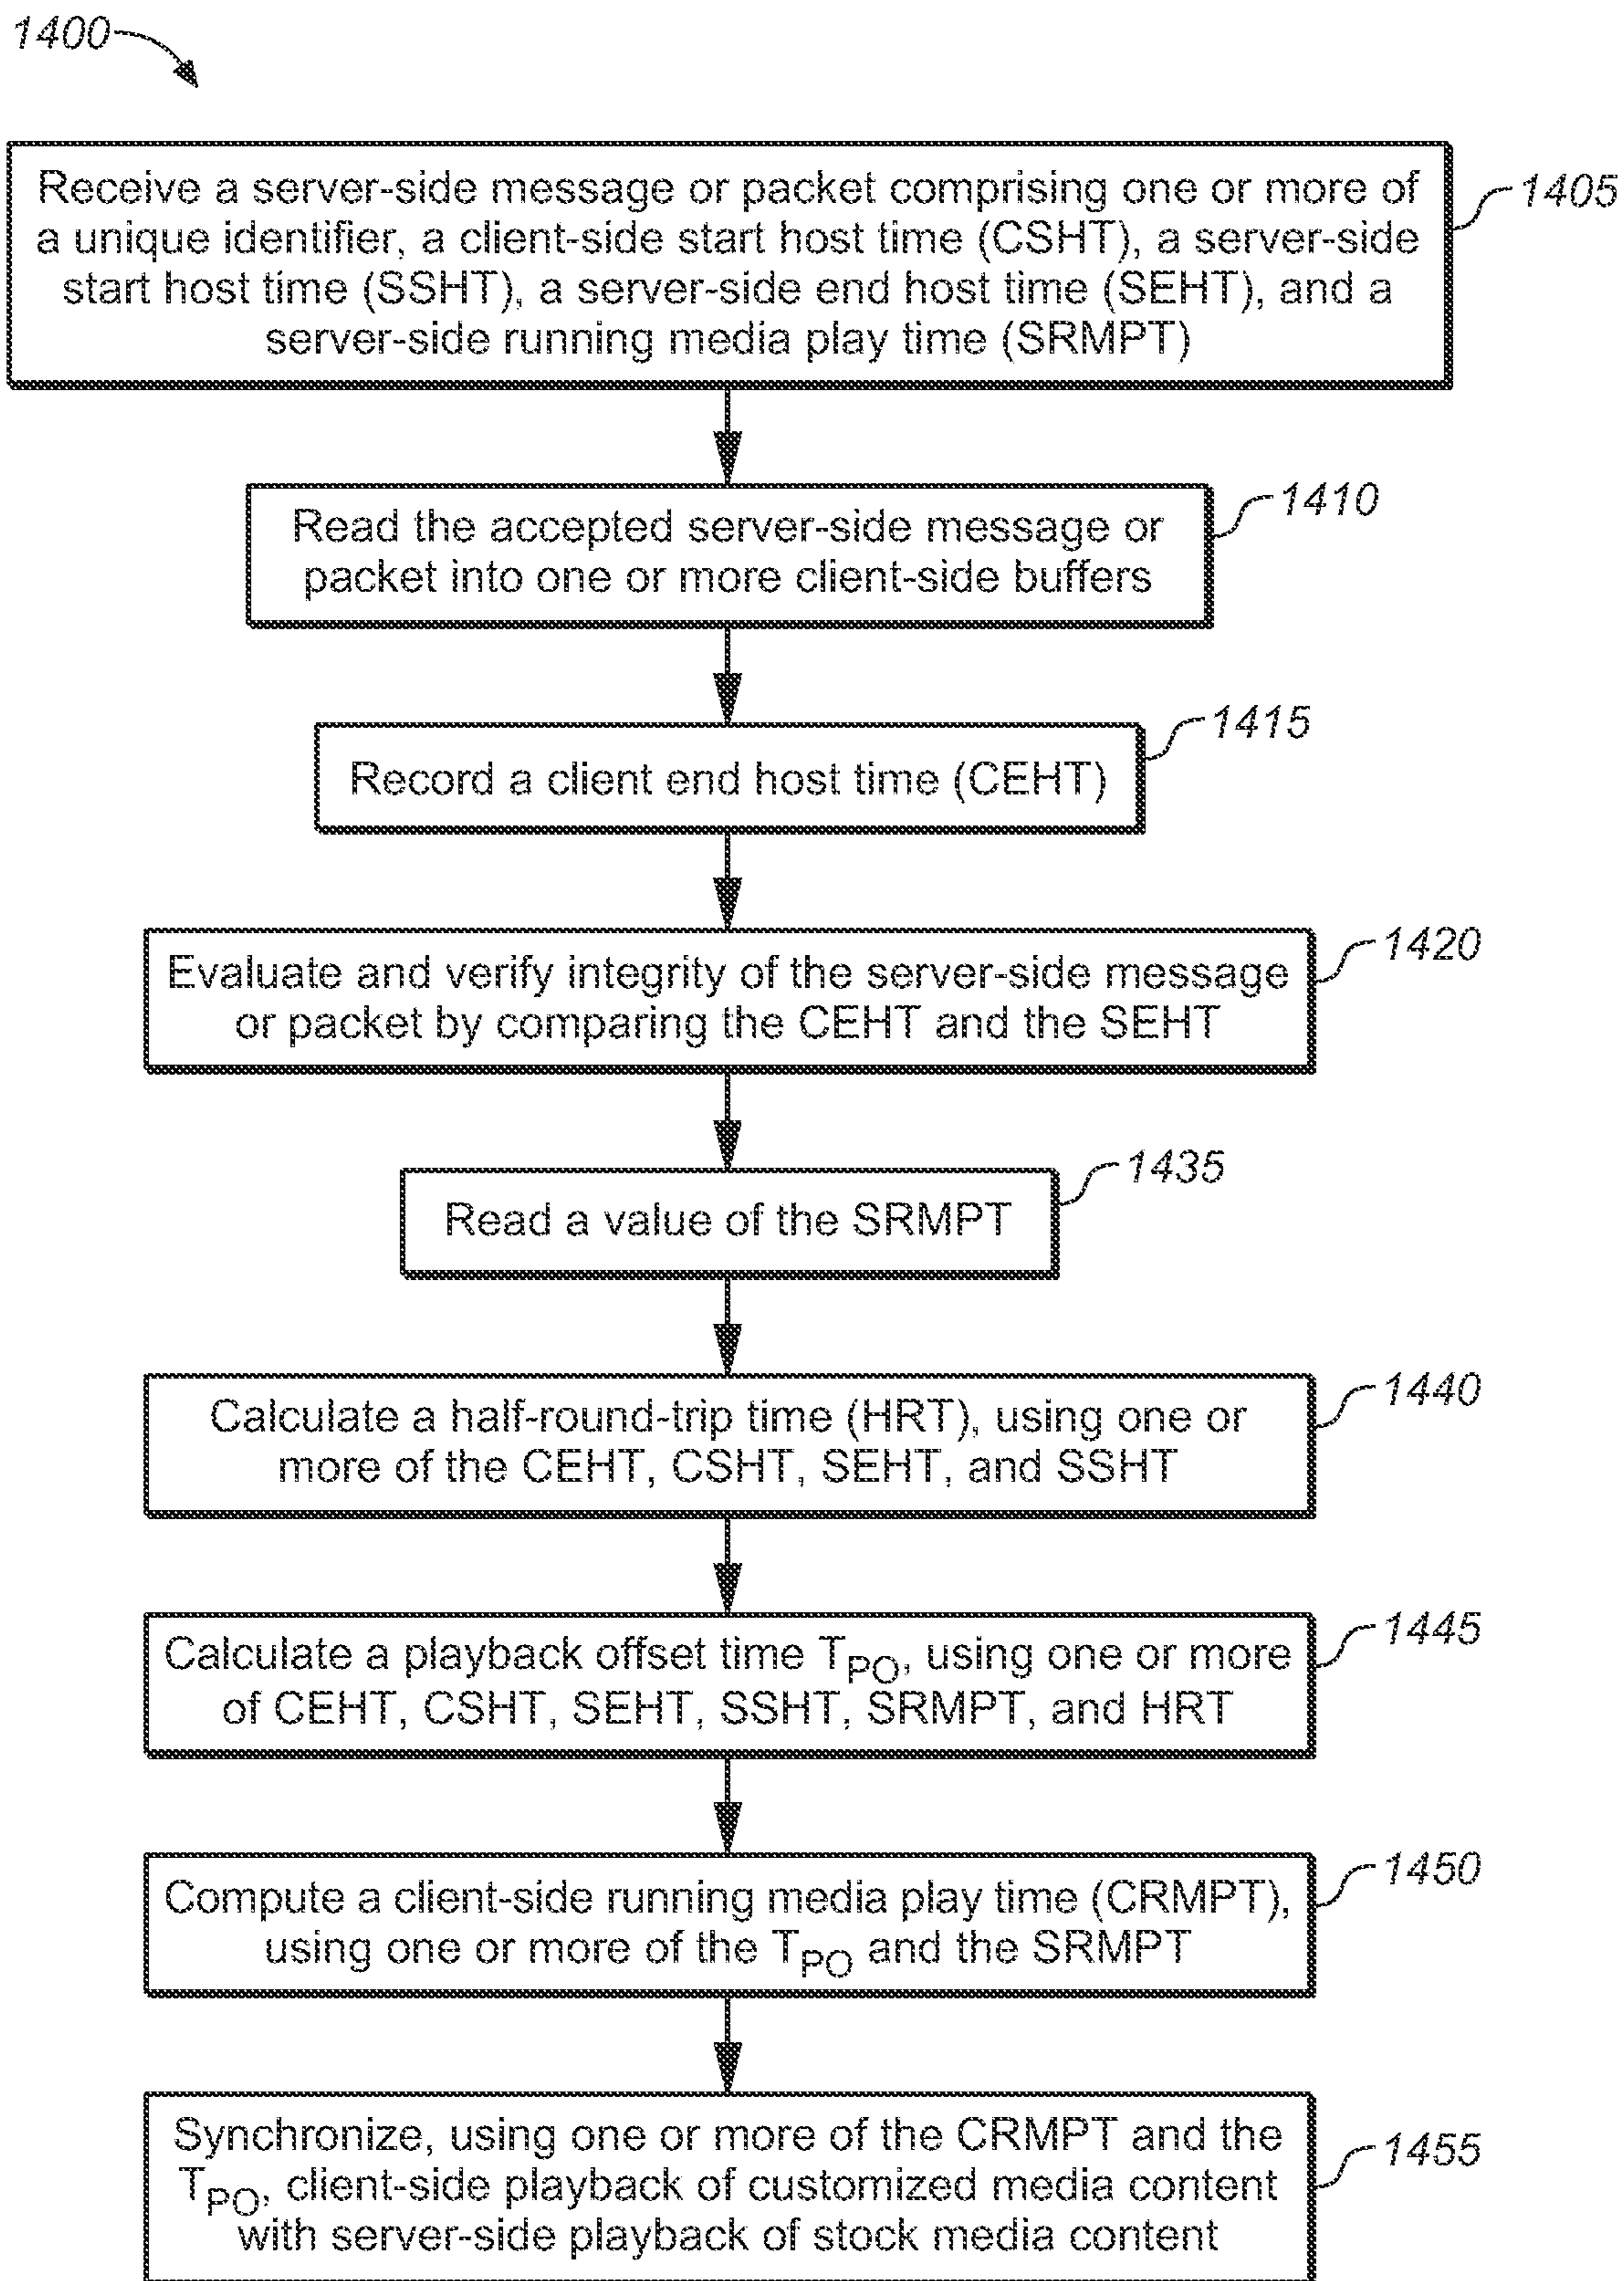 1400
Receive a server-side message or packet comprising one or more of
a unique identifier, a client-side start host time (CSHT), a server-side
start host time (SSHT), a server-side end host time (SEHT), and a
server-side running media play time (SRMPT)
1405
Read the accepted server-side message or
packet into one or more client-side buffers
1410
Record a client end host time (CEHT)
1415
Evaluate and verify integrity of the server-side message
or packet by comparing the CEHT and the SEHT
1420
Read a value of the SRMPT
1435
Calculate a half-round-trip time (HRT), using one or
more of the CEHT, CSHT, SEHT, and SSHT
1440
Calculate a playback offset time TPO, using one or more
of CEHT, CSHT, SEHT, SSHT, SRMPT, and HRT
1445
Compute a client-side running media play time (CRMPT),
using one or more of the TPO and the SRMPT
1450
Synchronize, using one or more of the CRMPT and the
TPO, client-side playback of customized media content
with server-side playback of stock media content
1455